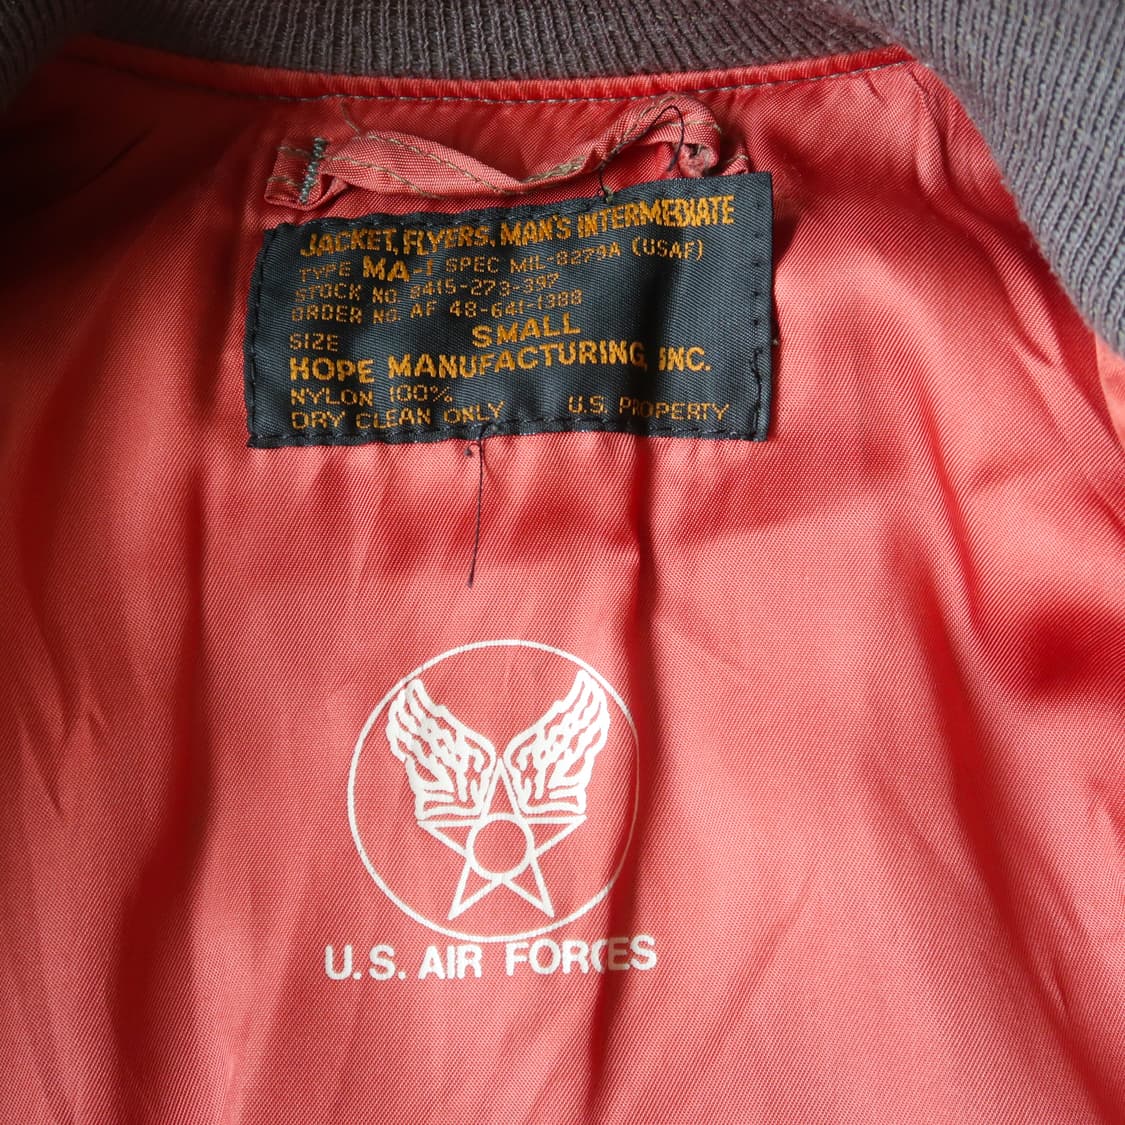 JACKET, FLYERS, MAN'S INTERMEDIATE
TYPE MA-1 SPEC MIL-8279A (USAF)
STOCK NO 8415-273-397
ORDER NO. AF 48-641-1388
SIZE SMALL
HOPE MANUFACTURING, INC.
NYLON 100%
DRY CLEAN ONLY U.S. PROPERTY
U.S. AIR FORCES